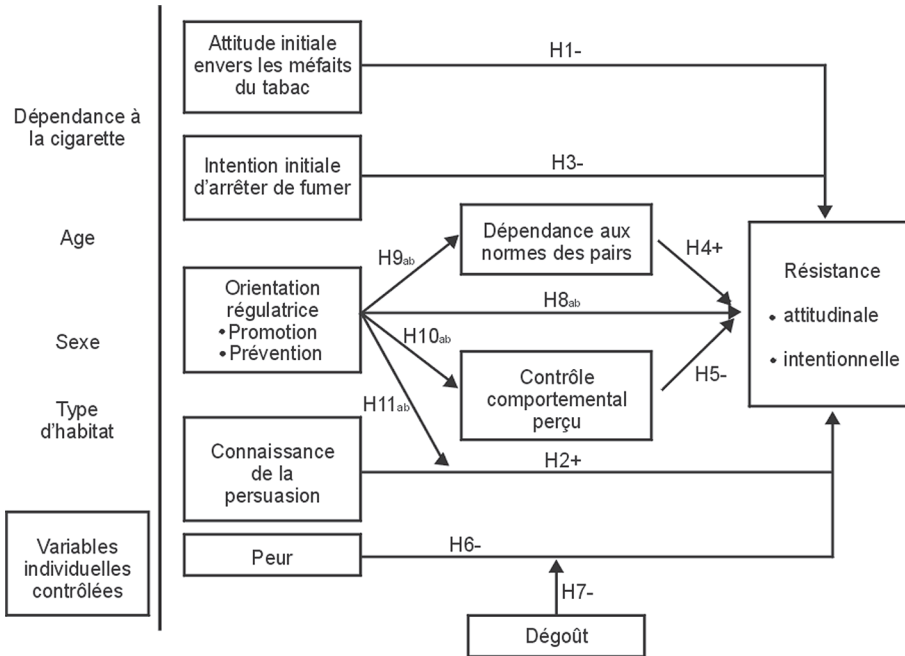 Dépendance à
la cigarette
Age
Sexe
Type
d'habitat
Variables
individuelles
contrôlées
Attitude initiale
envers les méfaits
du tabac
H1-
Intention initiale
d'arrêter de fumer
H3-
Orientation
régulatrice
• Promotion
• Prévention
H9ab
Dépendance aux
normes des pairs
H4+
H8ab
H10ab
Contrôle
comportemental
perçu
H5-
H11ab
Connaissance
de la
persuasion
H2+
Peur
H6-
H7-
Dégoût
Résistance
• attitudinale
• intentionnelle